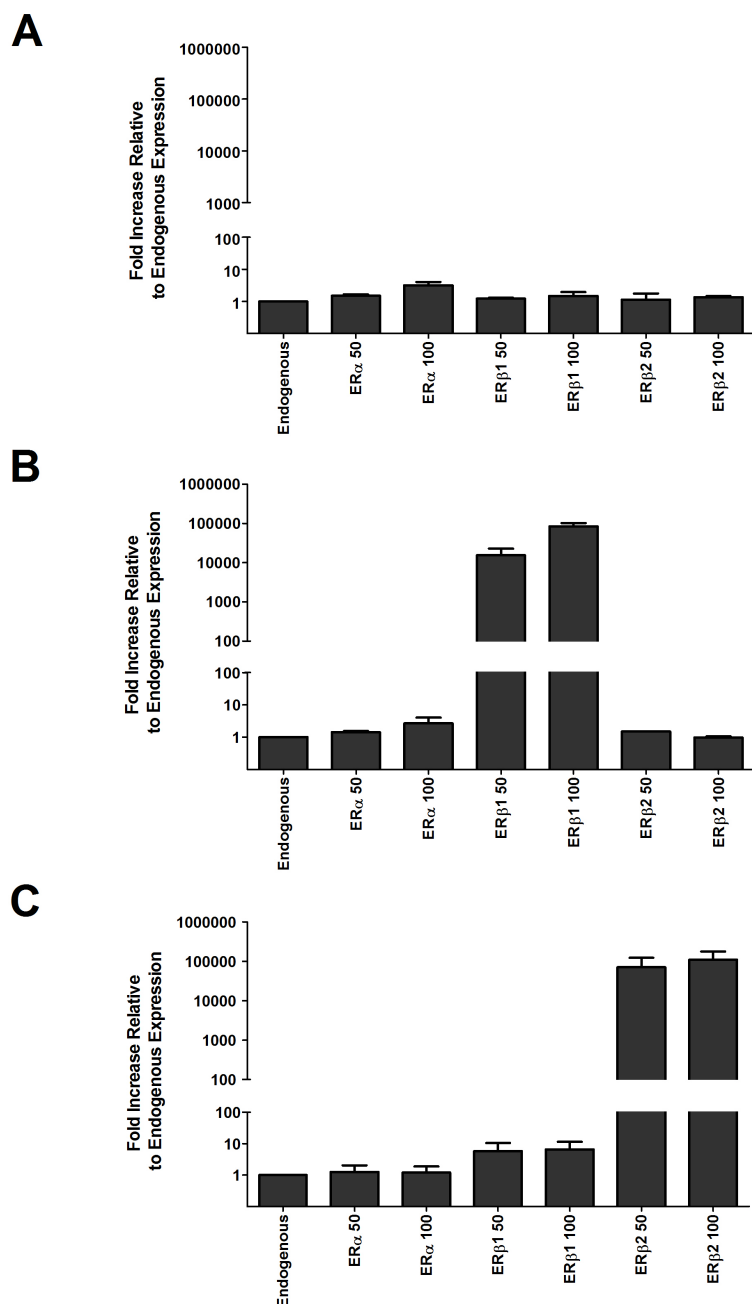 A
Fold Increase Relative
to Endogenous Expression
1000000
100000
10000
1000
100
10
1
Endogenous
ERα 50
ERα 100
ERβ1 50
ERβ1 100
ERβ2 50
ERβ2 100
B
Fold Increase Relative
to Endogenous Expression
1000000
100000
10000
1000
100
100
10
1
Endogenous
ERα 50
ERα 100
ERβ1 50
ERβ1 100
ERβ2 50
ERβ2 100
C
Fold Increase Relative
to Endogenous Expression
1000000
100000
10000
1000
100
100
10
1
Endogenous
ERα 50
ERα 100
ERβ1 50
ERβ1 100
ERβ2 50
ERβ2 100